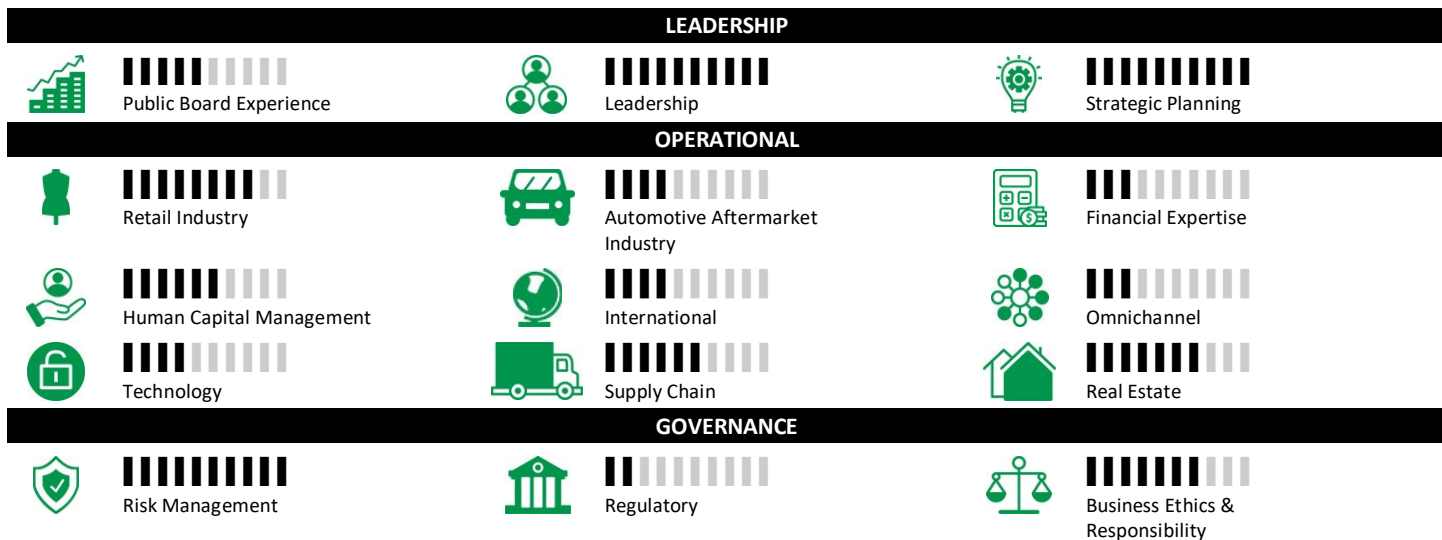 LEADERSHIP
Public Board Experience
Leadership
Strategic Planning
OPERATIONAL
Retail Industry
Automotive Aftermarket
Industry
Financial Expertise
Human Capital Management
International
Omnichannel
Technology
Supply Chain
Real Estate
GOVERNANCE
Risk Management
Regulatory
Business Ethics &
Responsibility